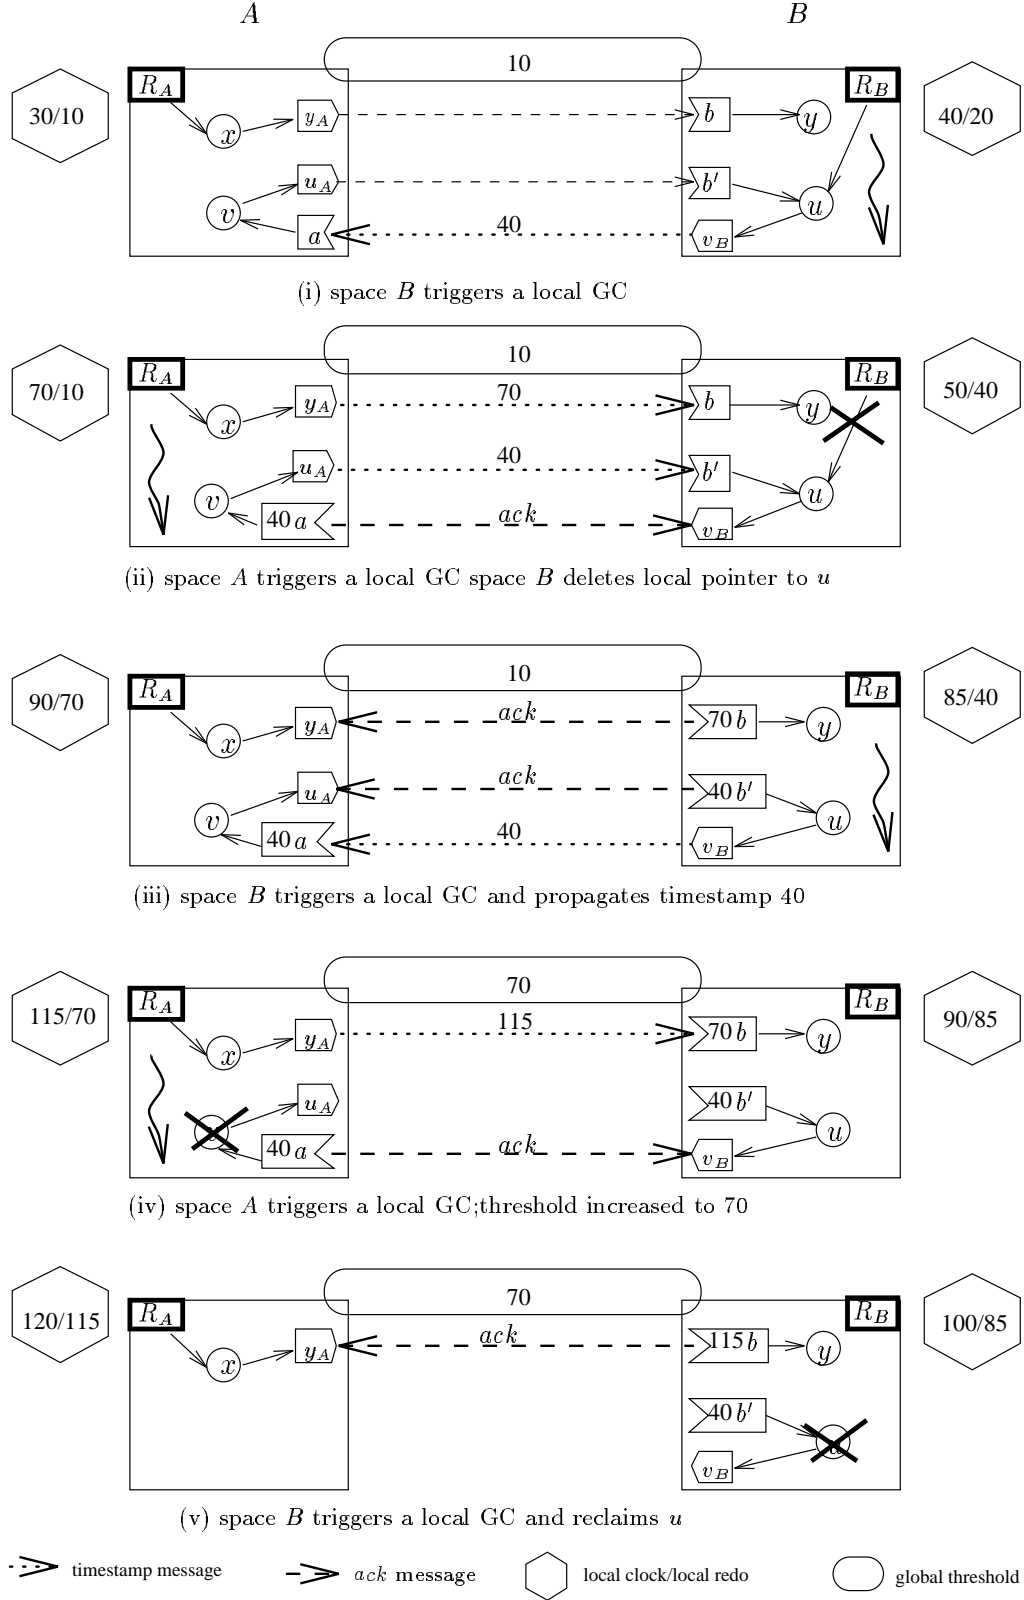 A B
10
R_A R_B
30/10 x y_A b y 40/20
u_A b′
v u
a 40 v_B
(i) space B triggers a local GC
10
R_A R_B
70/10 x y_A 70 b y 50/40
u_A 40 b′
v u
40 a ack v_B
(ii) space A triggers a local GC space B deletes local pointer to u
10
R_A R_B
90/70 x y_A ack 70 b y 85/40
u_A ack 40 b′
v u
40 a 40 v_B
(iii) space B triggers a local GC and propagates timestamp 40
70
R_A R_B
115/70 x y_A 115 70 b y 90/85
u_A 40 b′
u
40 a ack v_B
(iv) space A triggers a local GC;threshold increased to 70
70
R_A R_B
120/115 x y_A ack 115 b y 100/85
40 b′
v_B
(v) space B triggers a local GC and reclaims u
timestamp message ack message local clock/local redo global threshold